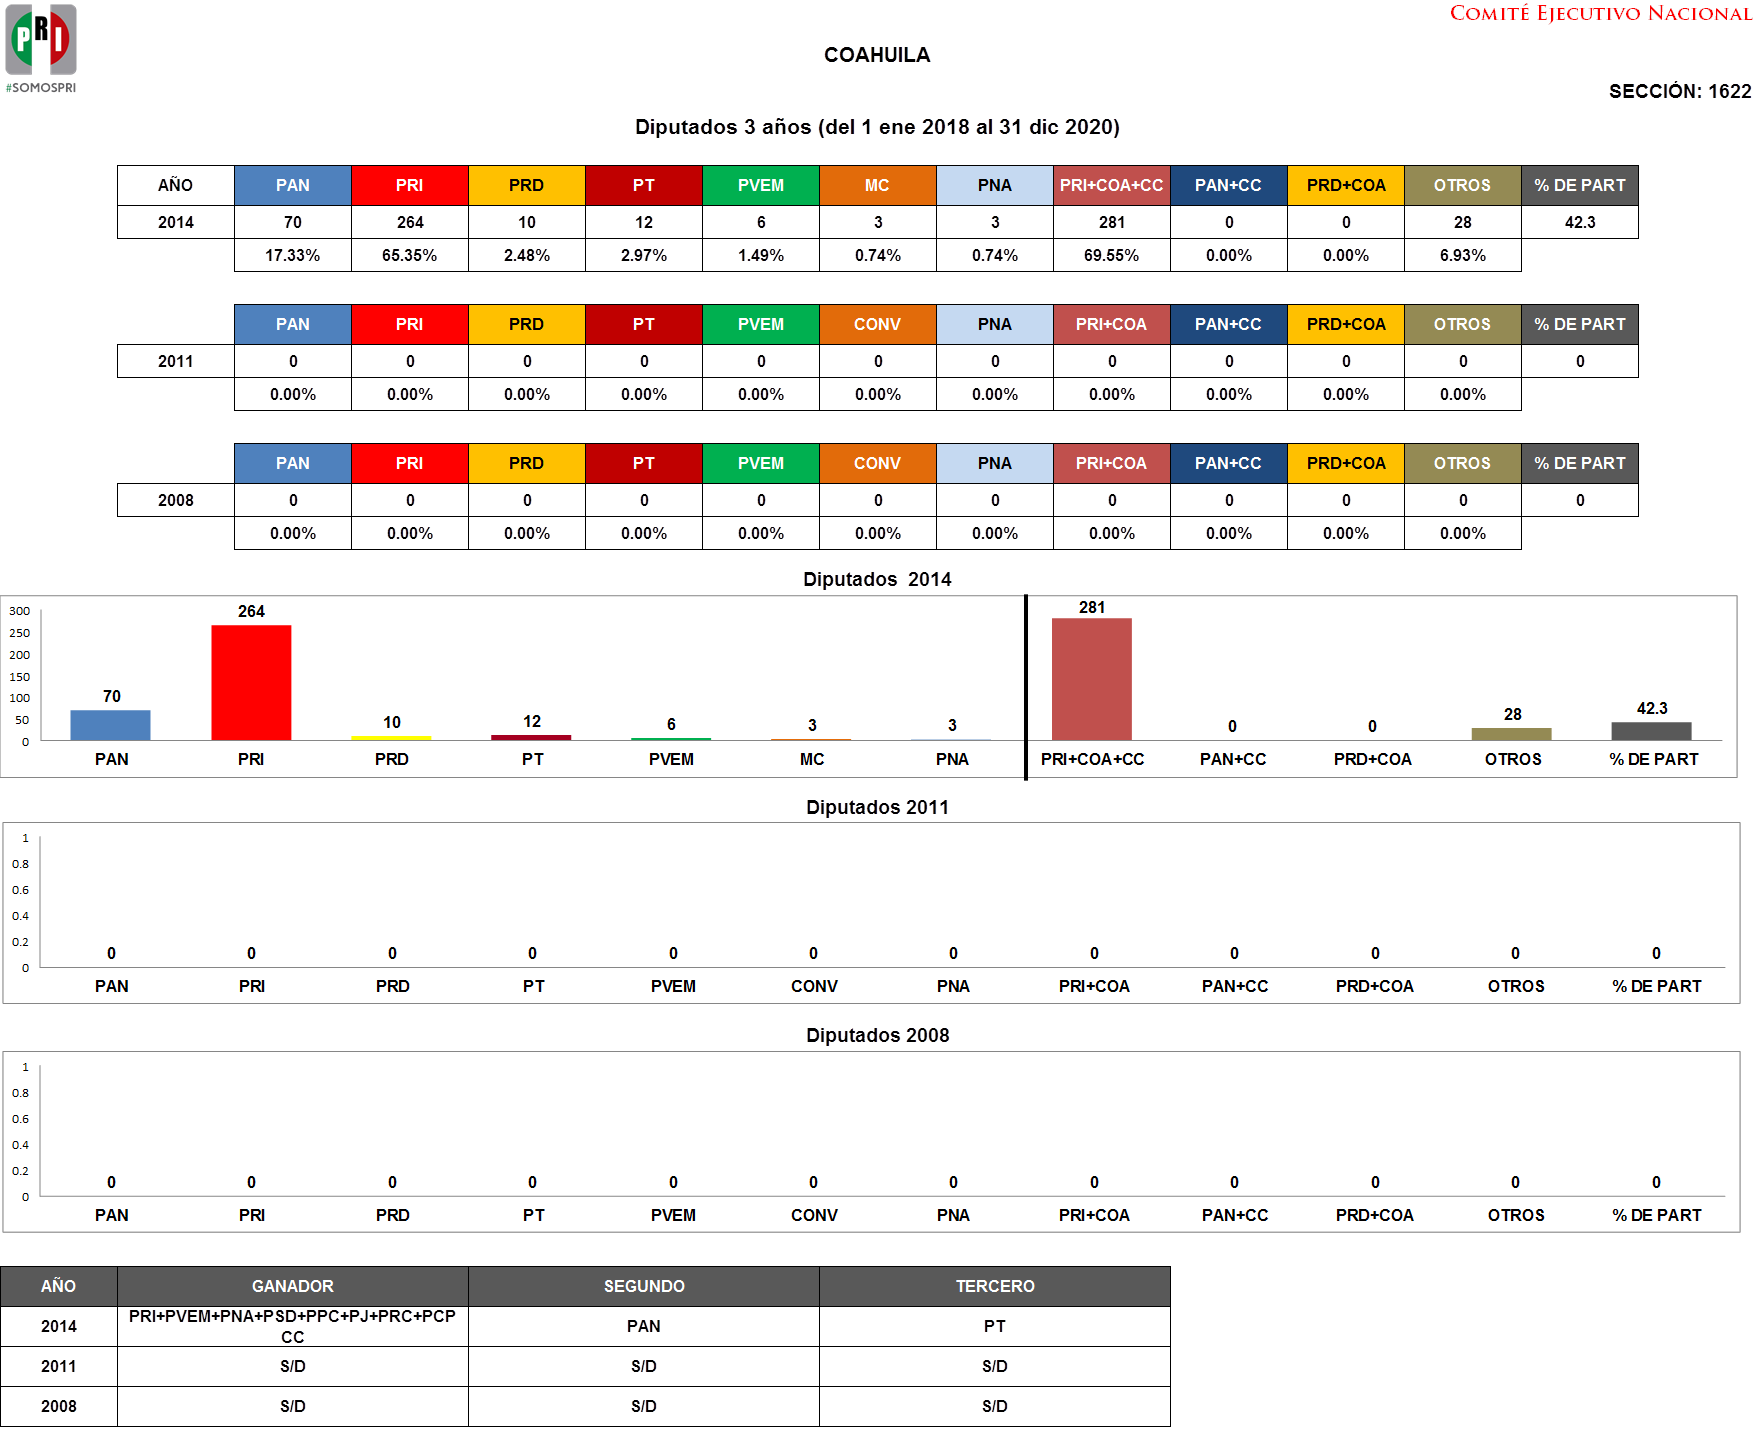 COMITÉ EJECUTIVO NACIONAL
PRI
#SOMOSPRI
COAHUILA
SECCIÓN: 1622
Diputados 3 años (del 1 ene 2018 al 31 dic 2020)
AÑO PAN PRI PRD PT PVEM MC PNA PRI+COA+CC PAN+CC PRD+COA OTROS % DE PART
2014 70 264 10 12 6 3 3 281 0 0 28 42.3
17.33% 65.35% 2.48% 2.97% 1.49% 0.74% 0.74% 69.55% 0.00% 0.00% 6.93%
PAN PRI PRD PT PVEM CONV PNA PRI+COA PAN+CC PRD+COA OTROS % DE PART
2011 0 0 0 0 0 0 0 0 0 0 0 0
0.00% 0.00% 0.00% 0.00% 0.00% 0.00% 0.00% 0.00% 0.00% 0.00% 0.00%
PAN PRI PRD PT PVEM CONV PNA PRI+COA PAN+CC PRD+COA OTROS % DE PART
2008 0 0 0 0 0 0 0 0 0 0 0 0
0.00% 0.00% 0.00% 0.00% 0.00% 0.00% 0.00% 0.00% 0.00% 0.00% 0.00%
Diputados 2014
300
250
200
150
100
50
0
70 264 10 12 6 3 3 281 0 0 28 42.3
PAN PRI PRD PT PVEM MC PNA PRI+COA+CC PAN+CC PRD+COA OTROS % DE PART
Diputados 2011
1
0.8
0.6
0.4
0.2
0
0 0 0 0 0 0 0 0 0 0 0 0
PAN PRI PRD PT PVEM CONV PNA PRI+COA PAN+CC PRD+COA OTROS % DE PART
Diputados 2008
1
0.8
0.6
0.4
0.2
0
0 0 0 0 0 0 0 0 0 0 0 0
PAN PRI PRD PT PVEM CONV PNA PRI+COA PAN+CC PRD+COA OTROS % DE PART
AÑO GANADOR SEGUNDO TERCERO
2014 PRI+PVEM+PNA+PSD+PPC+PJ+PRC+PCP
CC PAN PT
2011 S/D S/D S/D
2008 S/D S/D S/D